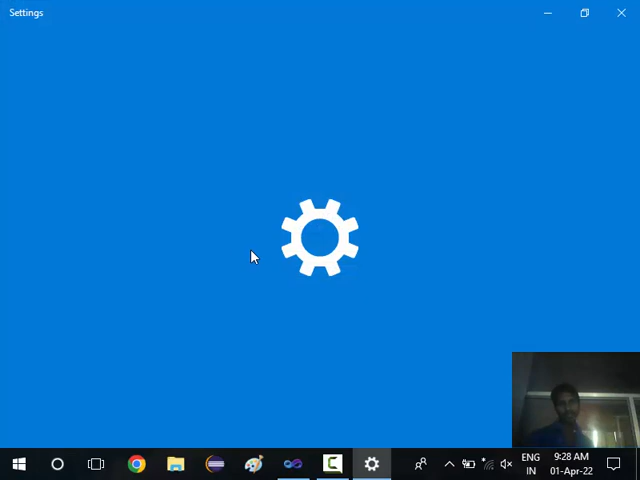 Settings
ENG
IN
9:28 AM
01-Apr-22